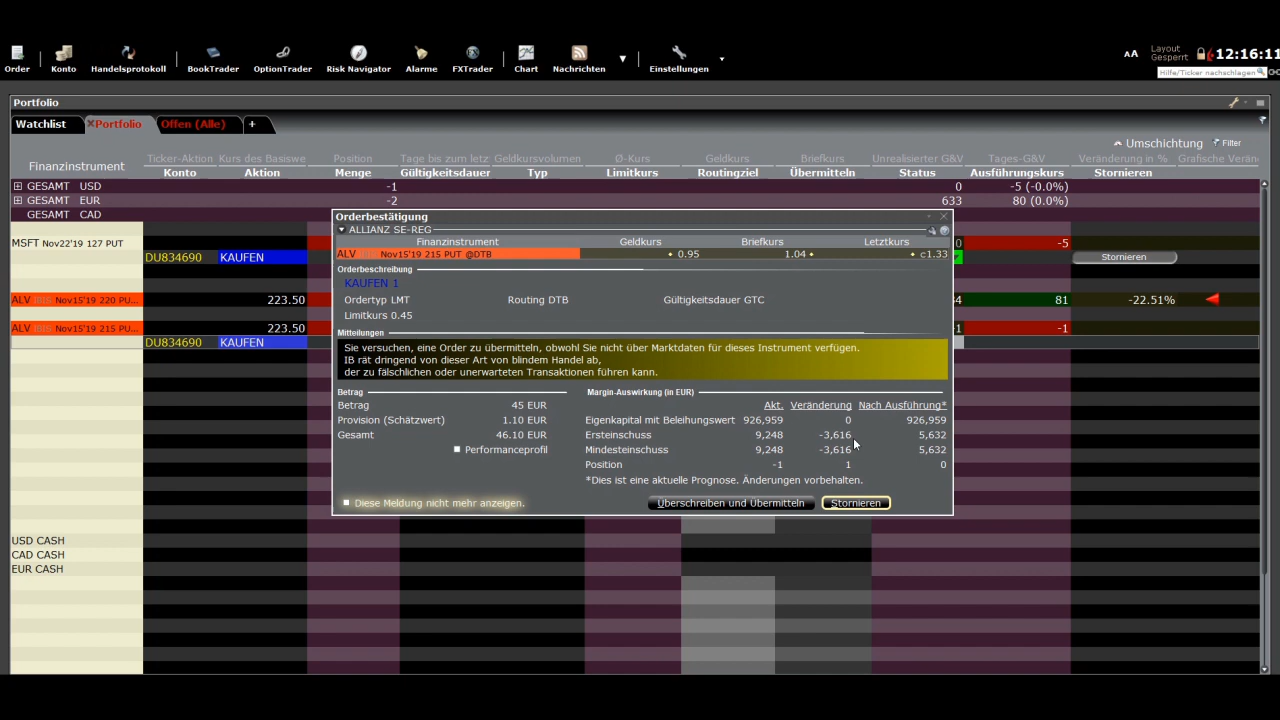 AA Layout Gesperrt 12:16:11
Order Konto Handelsprotokoll BookTrader OptionTrader Risk Navigator Alarme FXTrader Chart Nachrichten Einstellungen
Hilfe/Ticker nachschlagen
Portfolio
Watchlist Portfolio Offen (Alle) +
Umschichtung Filter
Finanzinstrument
Ticker-Aktion Kurs des Basiswe Position Tage bis zum letz Geldkursvolumen Ø-Kurs Geldkurs Briefkurs Unrealisierter G&V Tages-G&V Veränderung in % Grafische Verän
Konto Aktion Menge Gültigkeitsdauer Typ Limitkurs Routingziel Übermitteln Status Ausführungskurs Stornieren
GESAMT USD -1 0 -5 (-0.0%)
GESAMT EUR -2 633 80 (0.0%)
GESAMT CAD
MSFT Nov22'19 127 PUT 0 -5
DU834690 KAUFEN Stornieren
ALV IBIS Nov15'19 220 PU... 223.50 4 81 -22.51%
ALV IBIS Nov15'19 215 PU... 223.50 -1 -1
DU834690 KAUFEN
USD CASH
CAD CASH
EUR CASH
Orderbestätigung
ALLIANZ SE-REG
Finanzinstrument Geldkurs Briefkurs Letztkurs
ALV IBIS Nov15'19 215 PUT @DTB 0.95 1.04 c1.33
Orderbeschreibung
KAUFEN 1
Ordertyp LMT Routing DTB Gültigkeitsdauer GTC
Limitkurs 0.45
Mitteilungen
Sie versuchen, eine Order zu übermitteln, obwohl Sie nicht über Marktdaten für dieses Instrument verfügen.
IB rät dringend von dieser Art von blindem Handel ab,
der zu fälschlichen oder unerwarteten Transaktionen führen kann.
Betrag Margin-Auswirkung (in EUR)
Betrag 45 EUR Akt. Veränderung Nach Ausführung*
Provision (Schätzwert) 1.10 EUR Eigenkapital mit Beleihungswert 926,959 0 926,959
Gesamt 46.10 EUR Ersteinschuss 9,248 -3,616 5,632
Performanceprofil Mindesteinschuss 9,248 -3,616 5,632
Position -1 1 0
*Dies ist eine aktuelle Prognose. Änderungen vorbehalten.
Diese Meldung nicht mehr anzeigen. Überschreiben und Übermitteln Stornieren